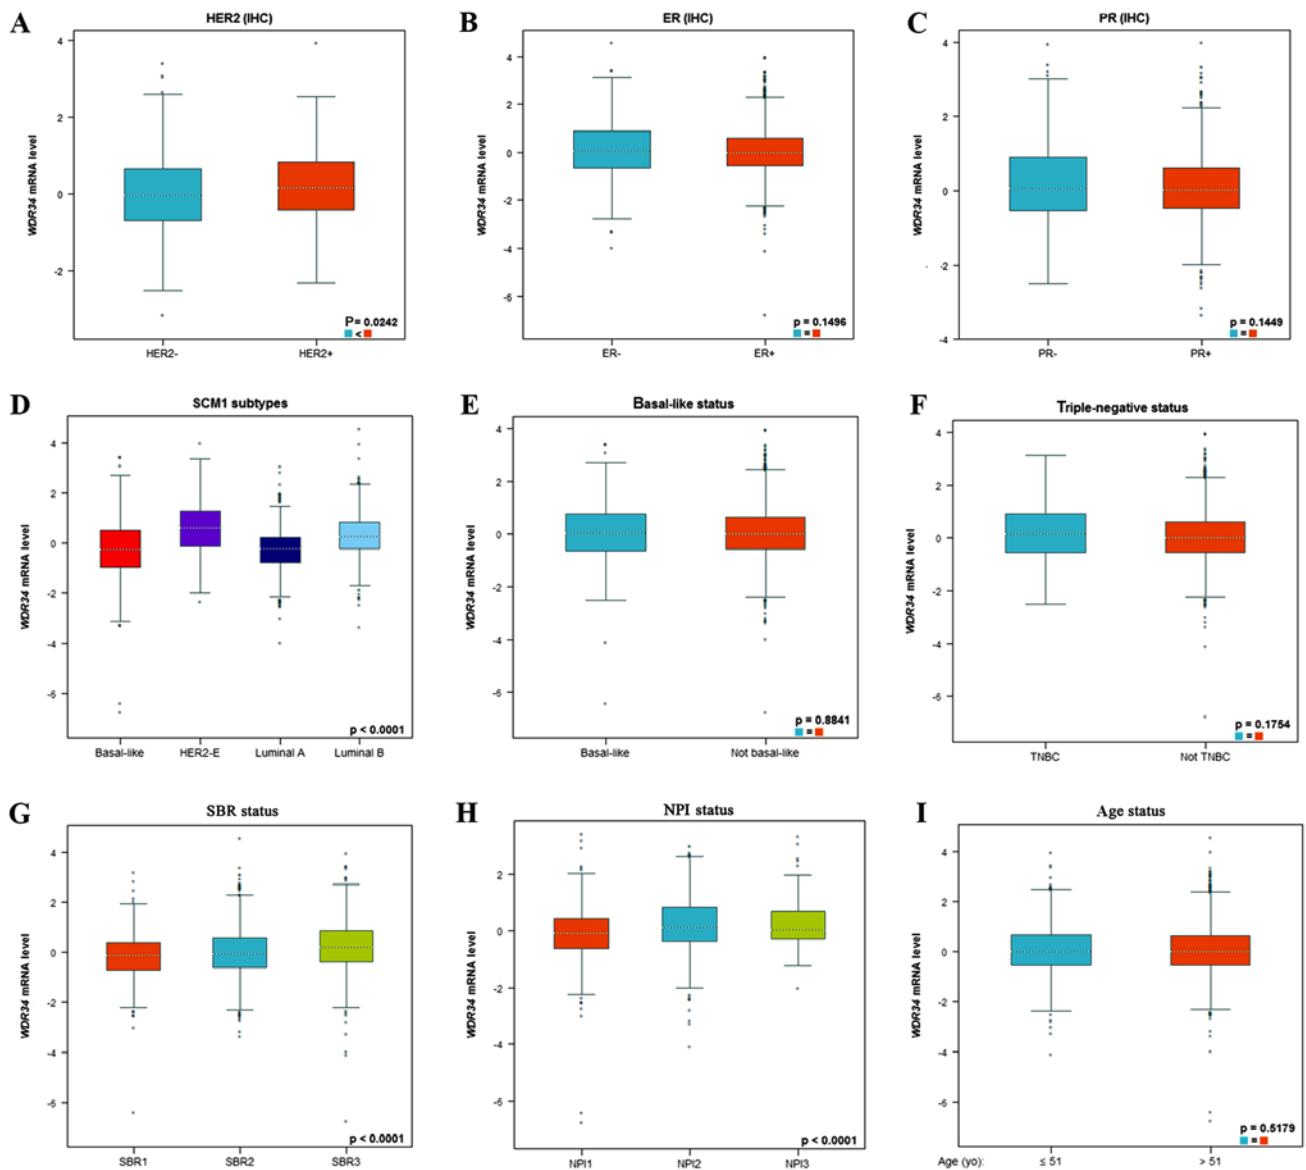 A
HER2 (IHC)
WDR34 mRNA level
4
2
0
-2
P= 0.0242
<
HER2-
HER2+
B
ER (IHC)
WDR34 mRNA level
4
2
0
-2
-4
-6
p = 0.1496
=
ER-
ER+
C
PR (IHC)
WDR34 mRNA level
4
2
0
-2
-4
p = 0.1449
=
PR-
PR+
D
SCM1 subtypes
WDR34 mRNA level
4
2
0
-2
-4
-6
p < 0.0001
Basal-like
HER2-E
Luminal A
Luminal B
E
Basal-like status
WDR34 mRNA level
4
2
0
-2
-4
-6
p = 0.8841
=
Basal-like
Not basal-like
F
Triple-negative status
WDR34 mRNA level
4
2
0
-2
-4
-6
p = 0.1754
=
TNBC
Not TNBC
G
SBR status
WDR34 mRNA level
4
2
0
-2
-4
-6
p < 0.0001
SBR1
SBR2
SBR3
H
NPI status
WDR34 mRNA level
2
0
-2
-4
-6
p < 0.0001
NPI1
NPI2
NPI3
I
Age status
WDR34 mRNA level
4
2
0
-2
-4
-6
p = 0.5179
=
Age (yo):
≤ 51
> 51